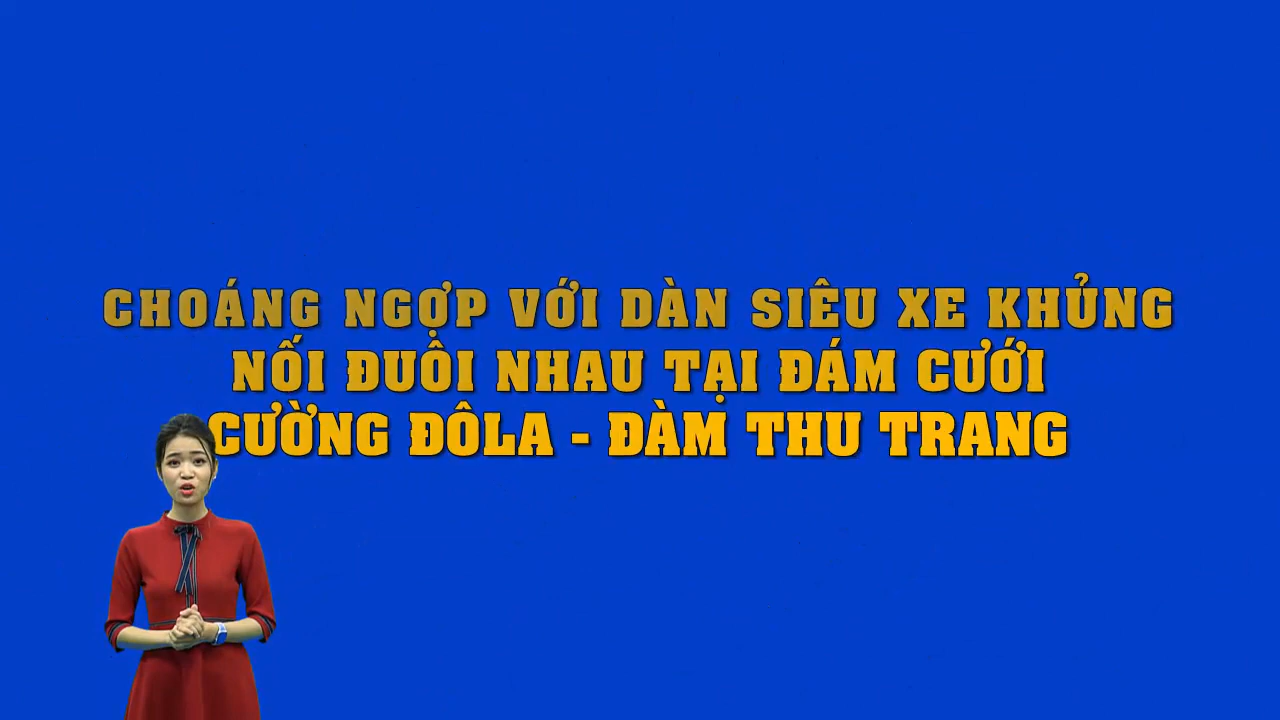 CHOÁNG NGỢP VỚI DÀN SIÊU XE KHỦNG
NỐI ĐUÔI NHAU TẠI ĐÁM CƯỚI
CƯỜNG ĐÔLA - ĐÀM THU TRANG